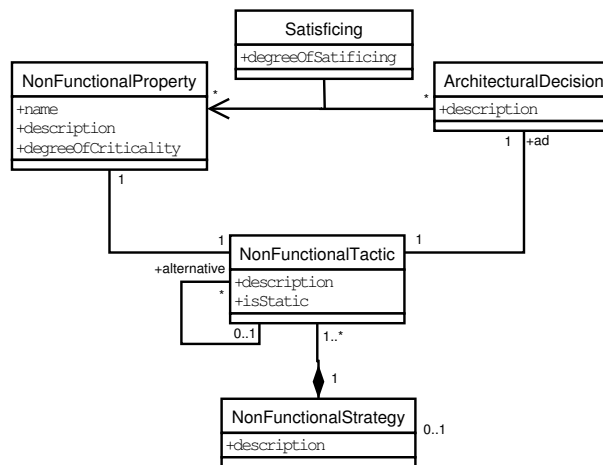 Satisficing
+degreeOfSatificing
NonFunctionalProperty
+name
+description
+degreeOfCriticality
*
*
ArchitecturalDecision
+description
1
1
+ad
1
1
NonFunctionalTactic
+description
+isStatic
+alternative
*
0..1
1..*
1
NonFunctionalStrategy
+description
0..1